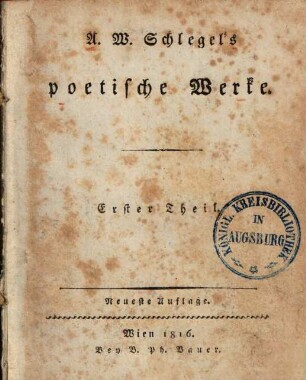 A. W. Schlegel's
poetische Werke.
Erster Theil.
KÖNIGL. KREISBIBLIOTHEK
IN
AUGSBURG
Neueste Auflage.
Wien 1816.
Bey B. Ph. Bauer.